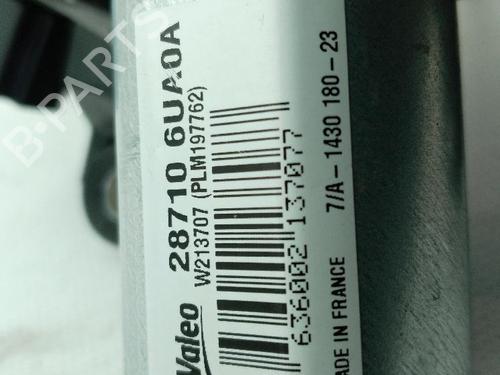 Valeo
28710 6UA0A
W213707 (PLM197762)
636002 137077
7/A-1430 180-23
MADE IN FRANCE
B-PARTS